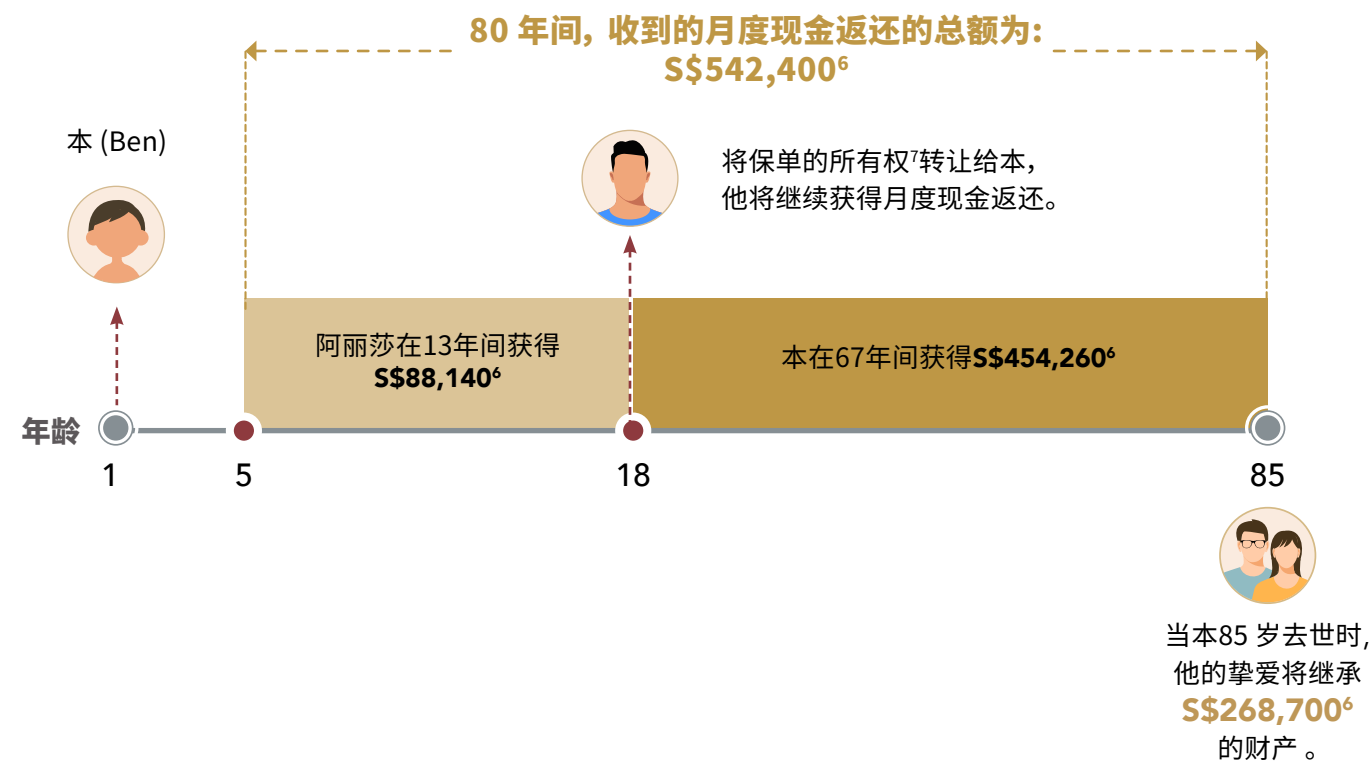 80 年间, 收到的月度现金返还的总额为:
S$542,400⁶
本 (Ben)
将保单的所有权⁷转让给本，
他将继续获得月度现金返还。
阿丽莎在13年间获得
S$88,140⁶
本在67年间获得S$454,260⁶
年龄
1
5
18
85
当本85 岁去世时,
他的挚爱将继承
S$268,700⁶
的财产 。